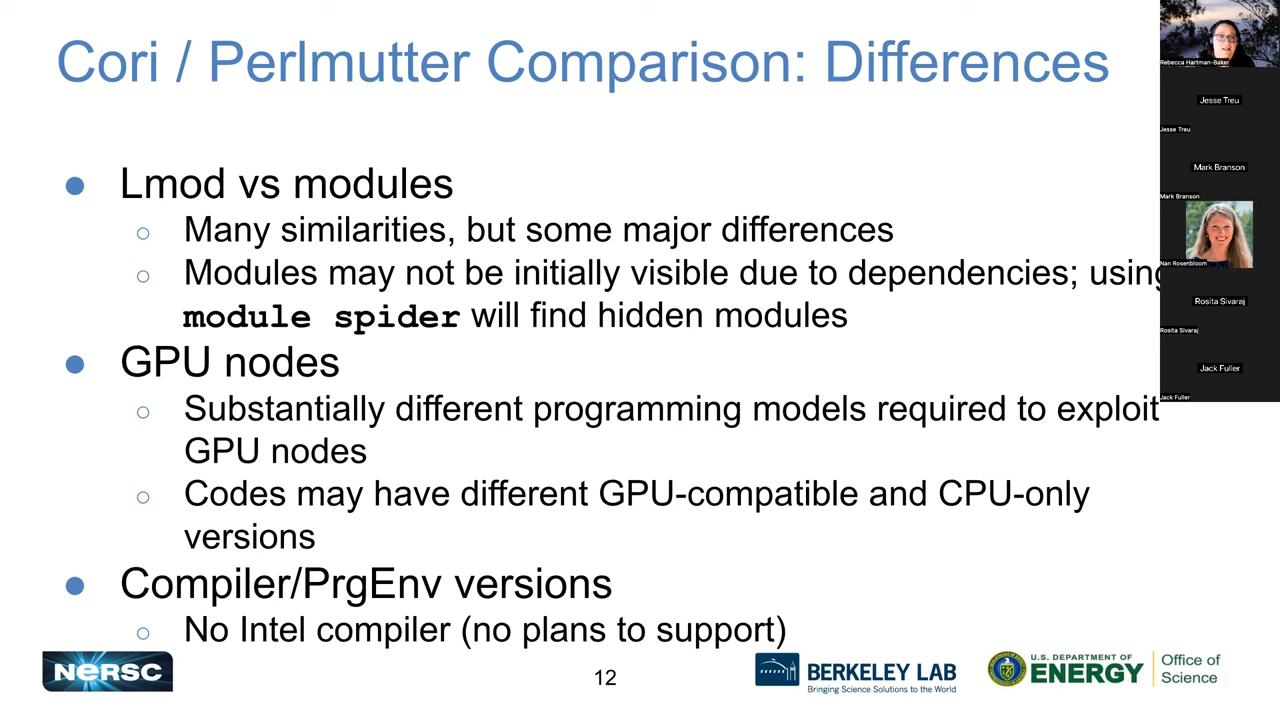 Cori / Perlmutter Comparison: Differences
● Lmod vs modules
○ Many similarities, but some major differences
○ Modules may not be initially visible due to dependencies; using
module spider will find hidden modules
● GPU nodes
○ Substantially different programming models required to exploit
GPU nodes
○ Codes may have different GPU-compatible and CPU-only
versions
● Compiler/PrgEnv versions
○ No Intel compiler (no plans to support)
NERSC
12
BERKELEY LAB
Bringing Science Solutions to the World
U.S. DEPARTMENT OF
ENERGY
Office of
Science
Rebecca Hartman-Baker
Jesse Treu
Jesse Treu
Mark Branson
Mark Branson
Nan Rosenbloom
Rosita Sivaraj
Rosita Sivaraj
Jack Fuller
Jack Fuller